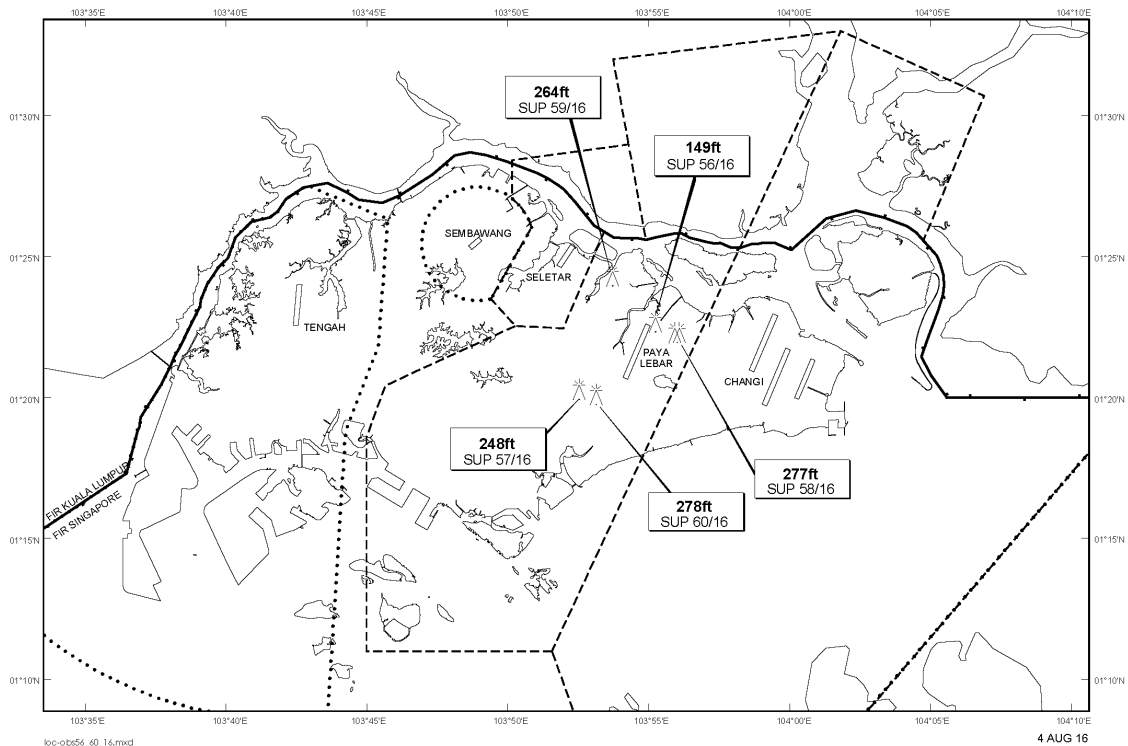 103°35'E
103°40'E
103°45'E
103°50'E
103°55'E
104°00'E
104°05'E
104°10'E
01°30'N
01°30'N
264ft
SUP 59/16
149ft
SUP 56/16
SEMBAWANG
01°25'N
01°25'N
SELETAR
TENGAH
PAYA
LEBAR
CHANGI
01°20'N
01°20'N
248ft
SUP 57/16
277ft
SUP 58/16
278ft
SUP 60/16
FIR KUALA LUMPUR
FIR SINGAPORE
01°15'N
01°15'N
01°10'N
01°10'N
103°35'E
103°40'E
103°45'E
103°50'E
103°55'E
104°00'E
104°05'E
104°10'E
loc-obs56_60_16.mxd
4 AUG 16